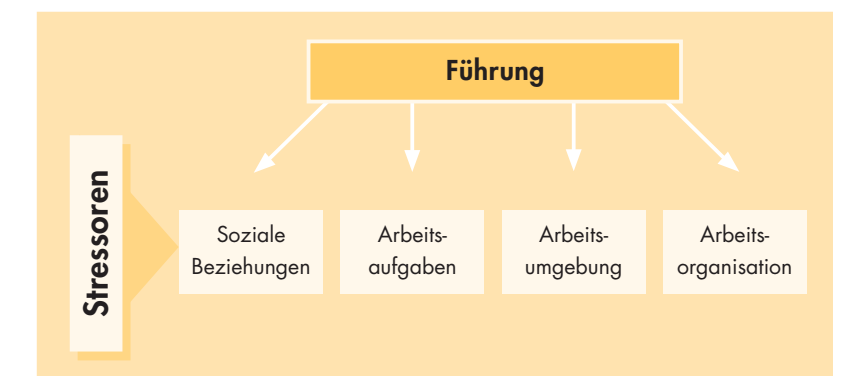 Führung
Stressoren
Soziale
Beziehungen
Arbeits-
aufgaben
Arbeits-
umgebung
Arbeits-
organisation